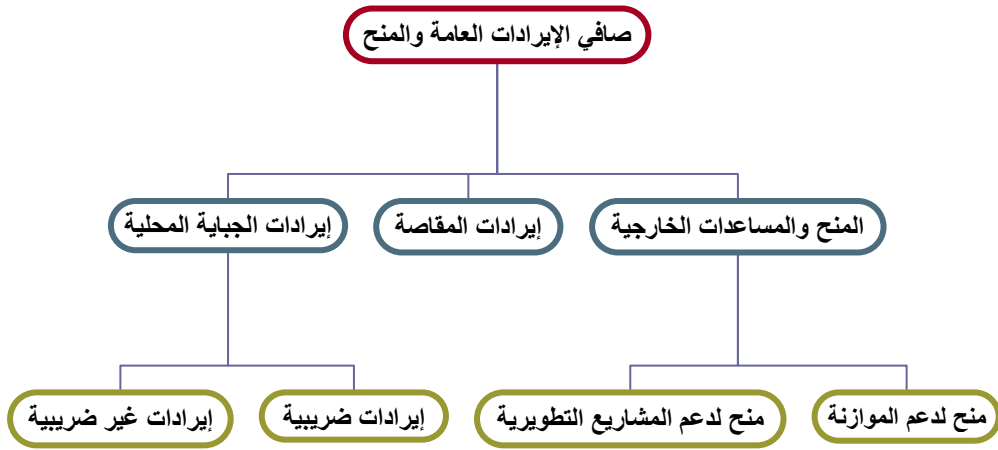 صافي الإيرادات العامة والمنح
المنح والمساعدات الخارجية
إيرادات المقاصة
إيرادات الجباية المحلية
منح لدعم الموازنة
منح لدعم المشاريع التطويرية
إيرادات ضريبية
إيرادات غير ضريبية